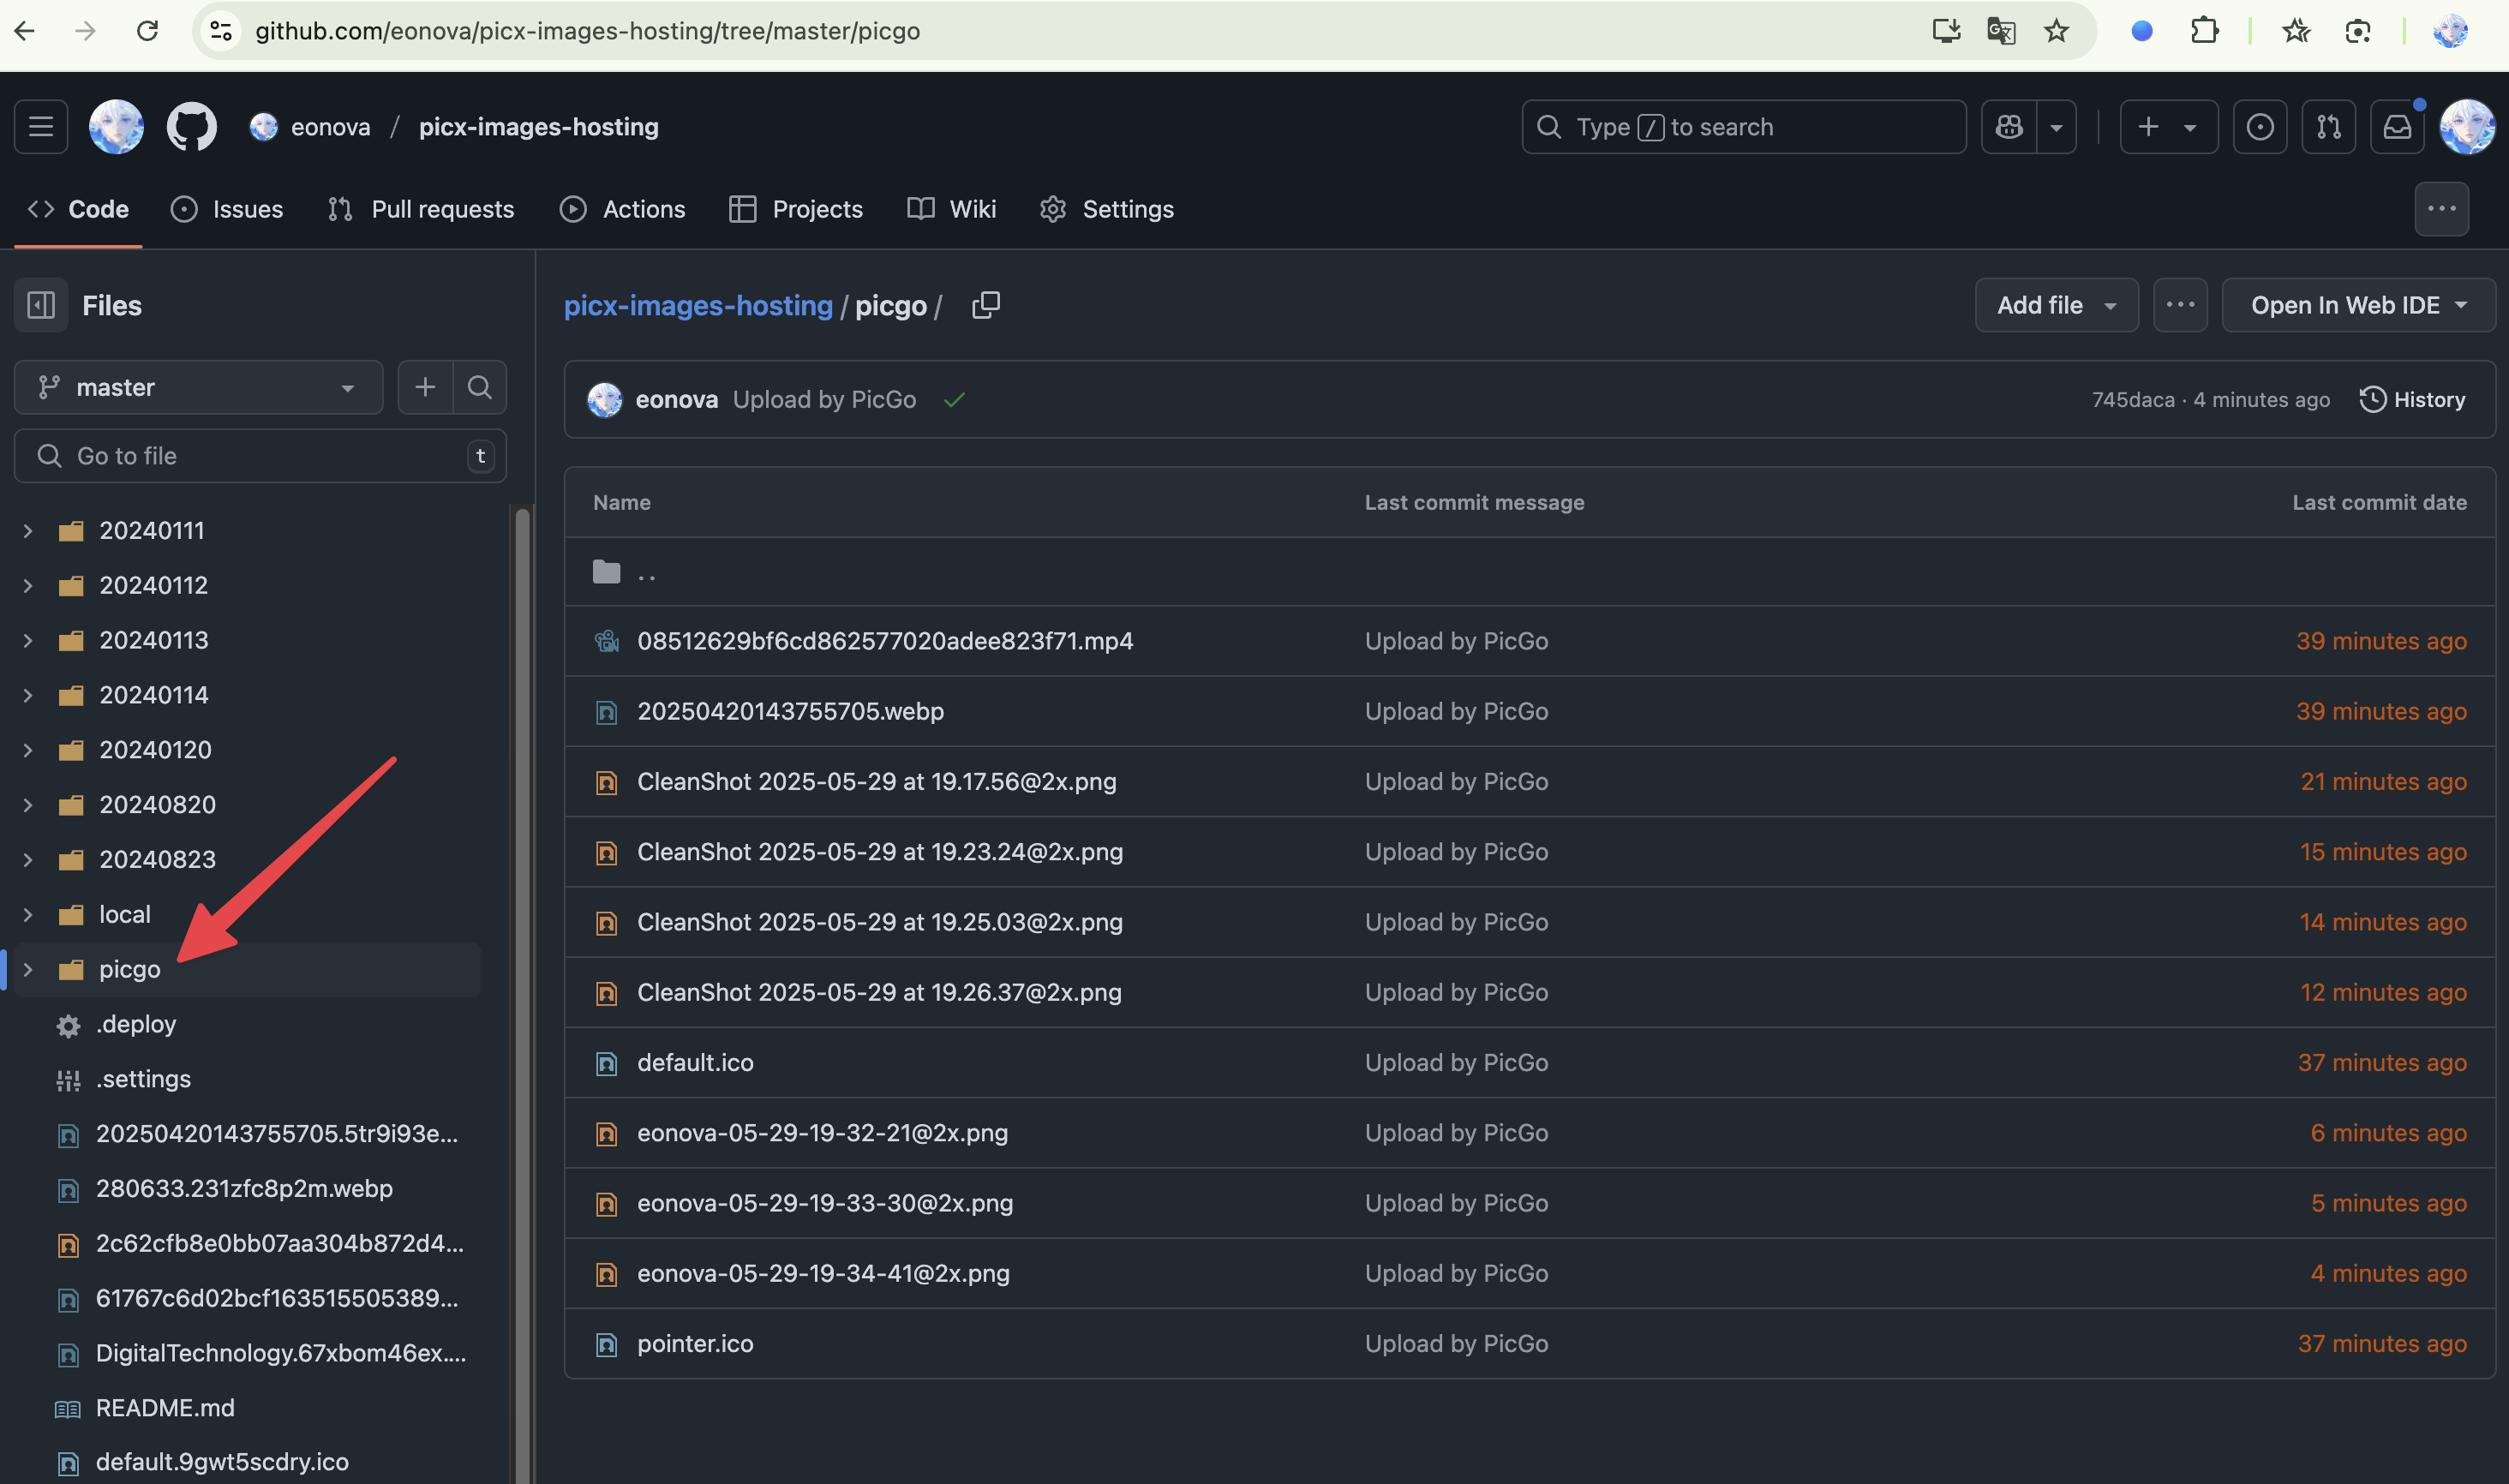 github.com/eonova/picx-images-hosting/tree/master/picgo
eonova / picx-images-hosting
Type / to search
Code
Issues
Pull requests
Actions
Projects
Wiki
Settings
Files
master
Go to file
t
20240111
20240112
20240113
20240114
20240120
20240820
20240823
local
picgo
.deploy
.settings
20250420143755705.5tr9i93e...
280633.231zfc8p2m.webp
2c62cfb8e0bb07aa304b872d4...
61767c6d02bcf163515505389...
DigitalTechnology.67xbom46ex....
README.md
default.9gwt5scdry.ico
picx-images-hosting / picgo /
Add file
Open In Web IDE
eonova Upload by PicGo
745daca · 4 minutes ago
History
Name Last commit message Last commit date
..
08512629bf6cd862577020adee823f71.mp4 Upload by PicGo 39 minutes ago
20250420143755705.webp Upload by PicGo 39 minutes ago
CleanShot 2025-05-29 at 19.17.56@2x.png Upload by PicGo 21 minutes ago
CleanShot 2025-05-29 at 19.23.24@2x.png Upload by PicGo 15 minutes ago
CleanShot 2025-05-29 at 19.25.03@2x.png Upload by PicGo 14 minutes ago
CleanShot 2025-05-29 at 19.26.37@2x.png Upload by PicGo 12 minutes ago
default.ico Upload by PicGo 37 minutes ago
eonova-05-29-19-32-21@2x.png Upload by PicGo 6 minutes ago
eonova-05-29-19-33-30@2x.png Upload by PicGo 5 minutes ago
eonova-05-29-19-34-41@2x.png Upload by PicGo 4 minutes ago
pointer.ico Upload by PicGo 37 minutes ago